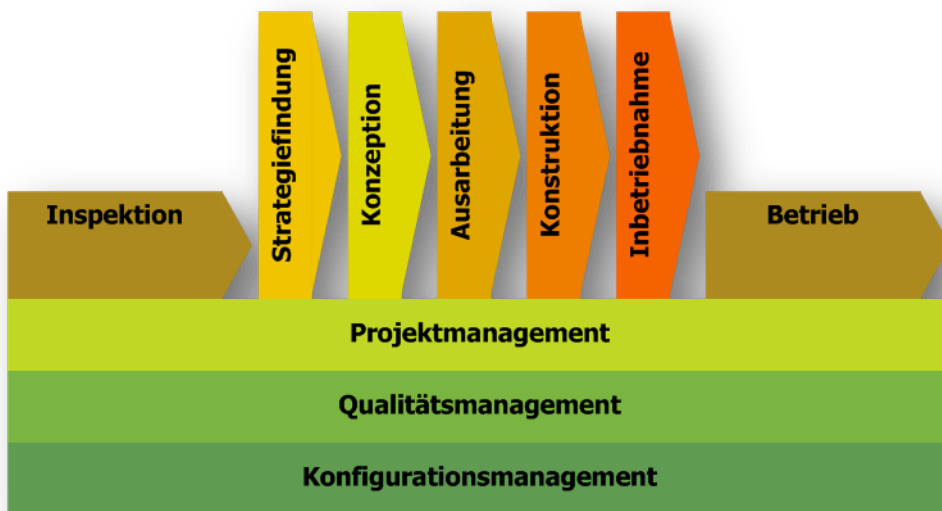 Inspektion
Strategiefindung
Konzeption
Ausarbeitung
Konstruktion
Inbetriebnahme
Betrieb
Projektmanagement
Qualitätsmanagement
Konfigurationsmanagement